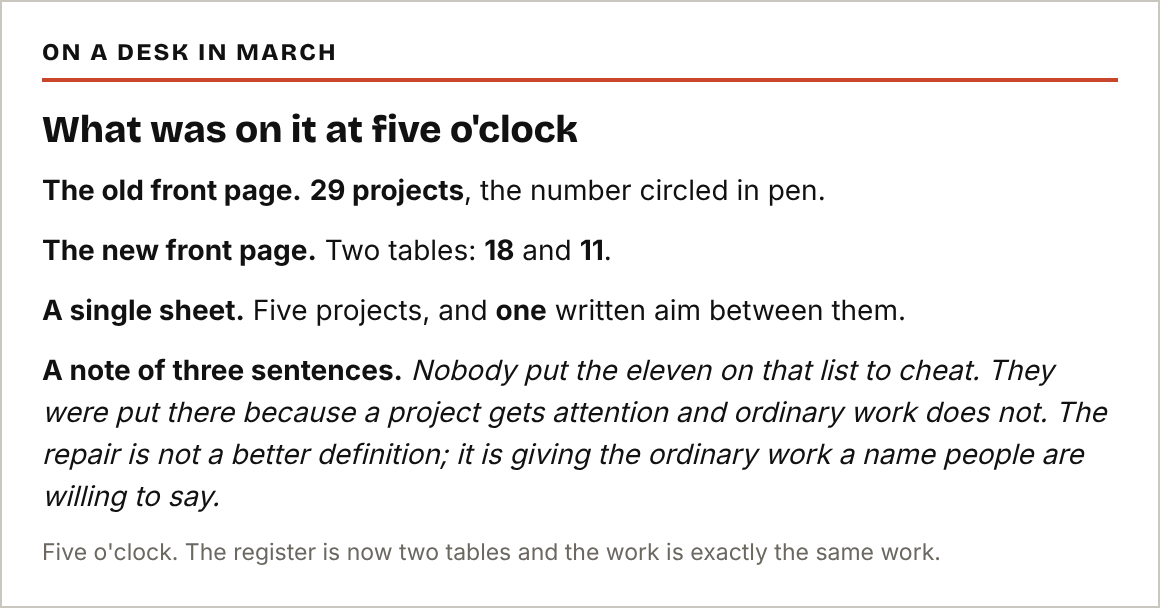 ON A DESK IN MARCH
What was on it at five o'clock
The old front page. 29 projects, the number circled in pen.
The new front page. Two tables: 18 and 11.
A single sheet. Five projects, and one written aim between them.
A note of three sentences. Nobody put the eleven on that list to cheat. They
were put there because a project gets attention and ordinary work does not. The
repair is not a better definition; it is giving the ordinary work a name people are
willing to say.
Five o'clock. The register is now two tables and the work is exactly the same work.